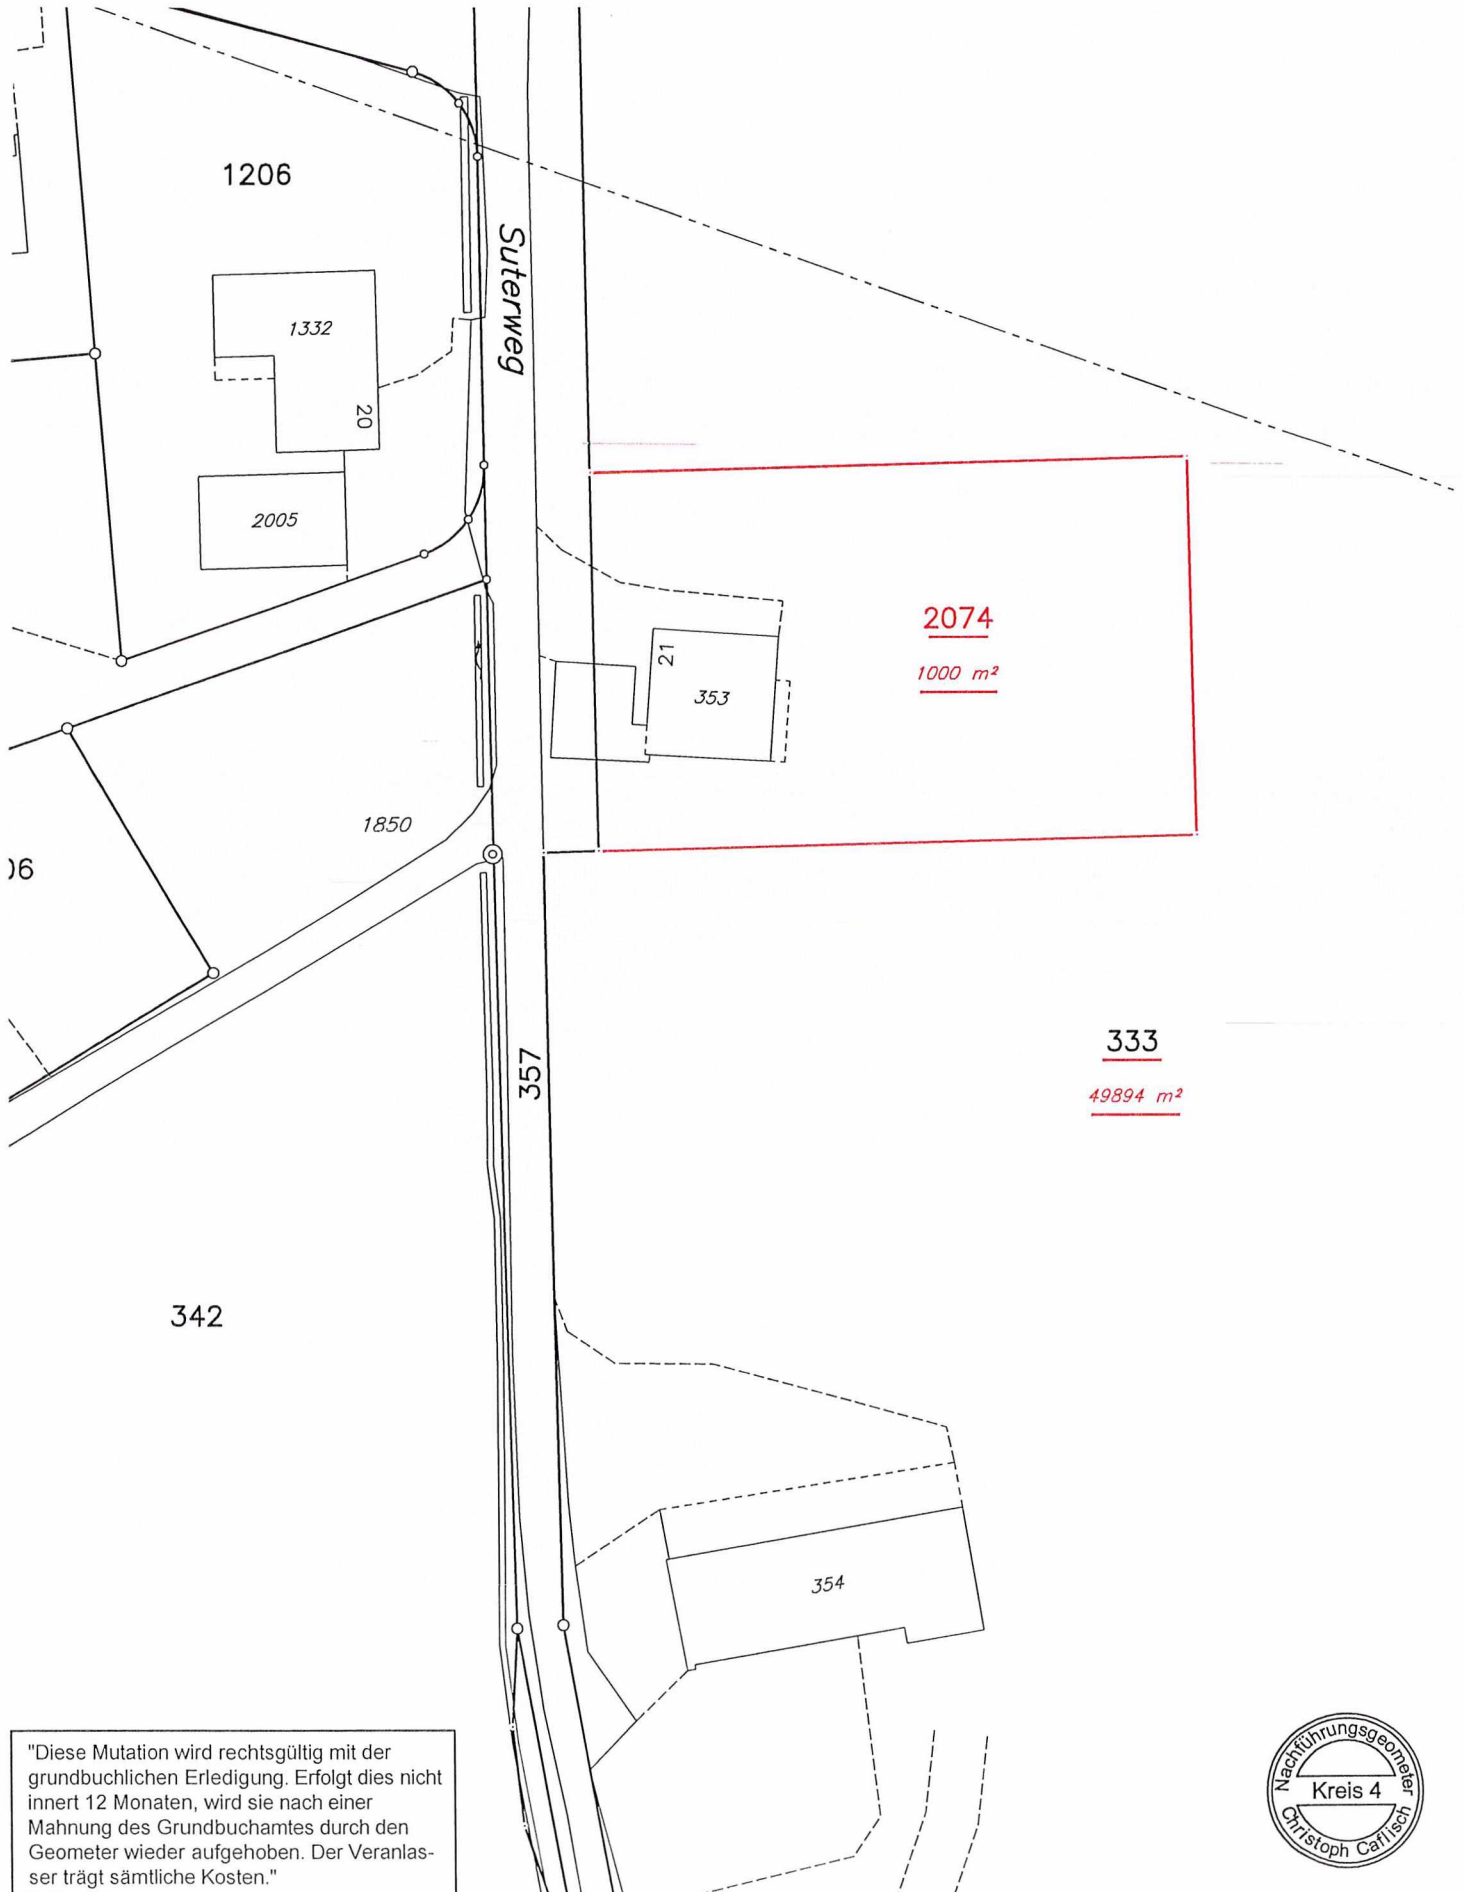 1206
Suterweg
1332
20
2005
2074
1000 m²
21
353
1850
06
333
49894 m²
357
342
354
"Diese Mutation wird rechtsgültig mit der
grundbuchlichen Erledigung. Erfolgt dies nicht
innert 12 Monaten, wird sie nach einer
Mahnung des Grundbuchamtes durch den
Geometer wieder aufgehoben. Der Veranlas-
ser trägt sämtliche Kosten."
Nachführungsgeometer
Kreis 4
Christoph Caflisch